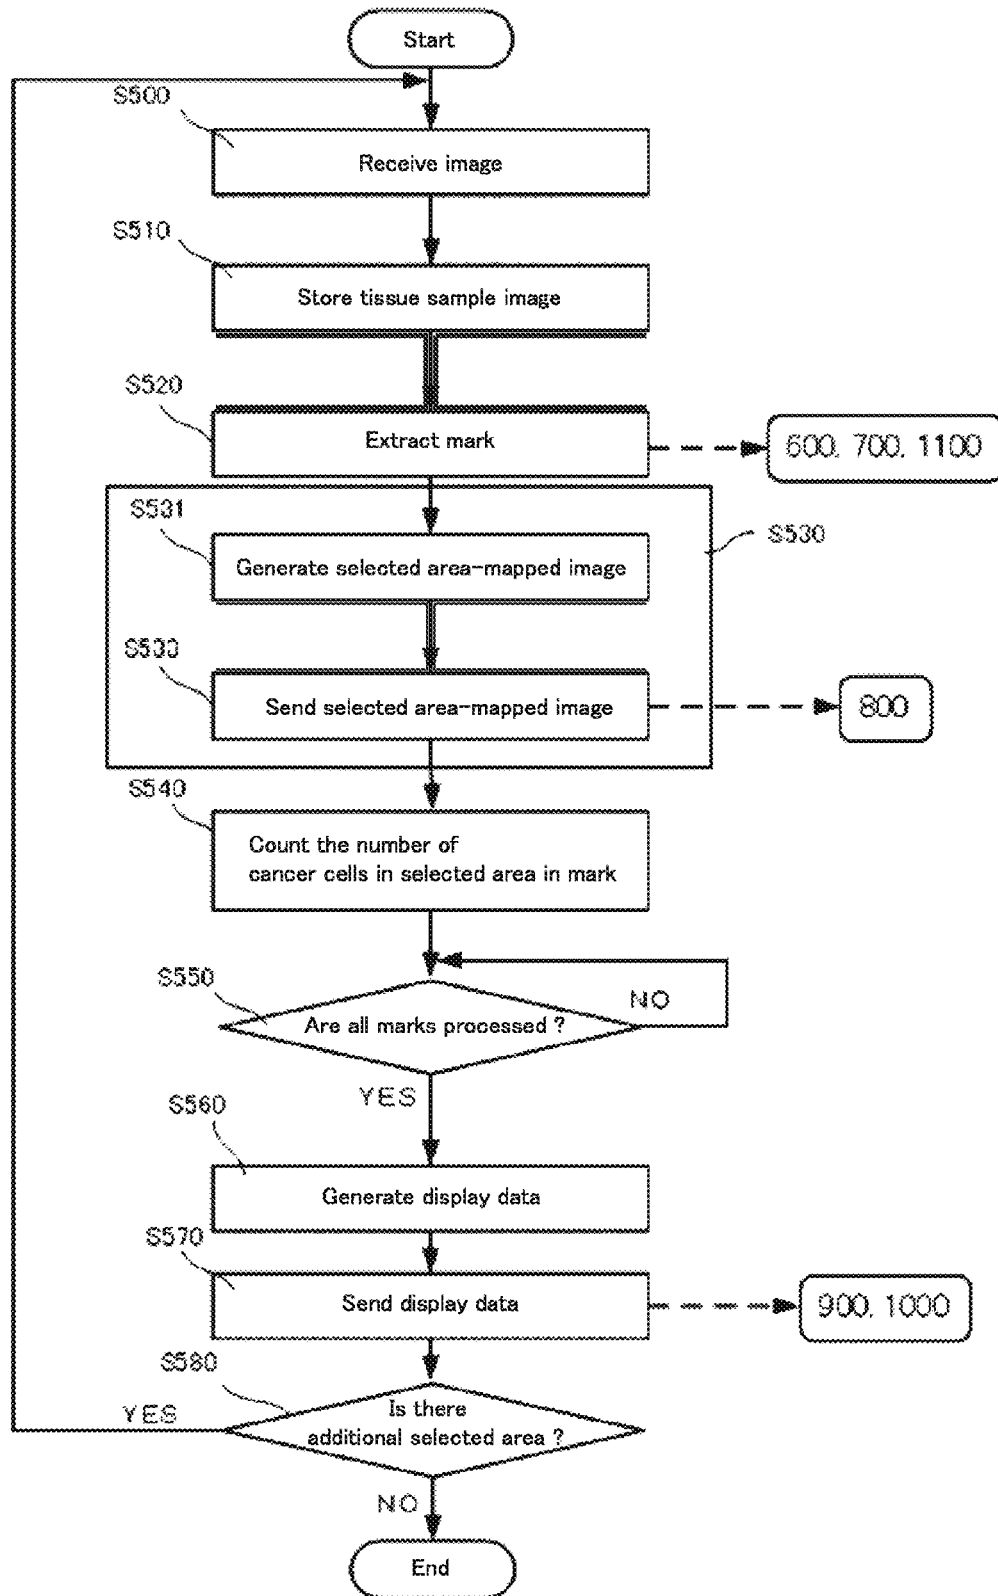 Start
S500
Receive image
S510
Store tissue sample image
S520
Extract mark
600, 700, 1100
S531
S530
Generate selected area-mapped image
S533
Send selected area-mapped image
800
S540
Count the number of
cancer cells in selected area in mark
S550
NO
Are all marks processed ?
YES
S560
Generate display data
S570
Send display data
900, 1000
S580
YES
Is there
additional selected area ?
NO
End